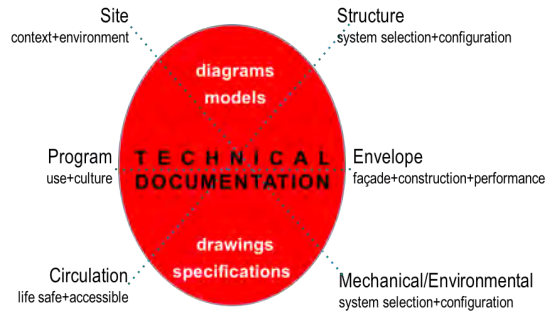 Site
context+environment
Structure
system selection+configuration
diagrams
models
Program
use+culture
TECHNICAL
DOCUMENTATION
Envelope
façade+construction+performance
drawings
specifications
Circulation
life safe+accessible
Mechanical/Environmental
system selection+configuration